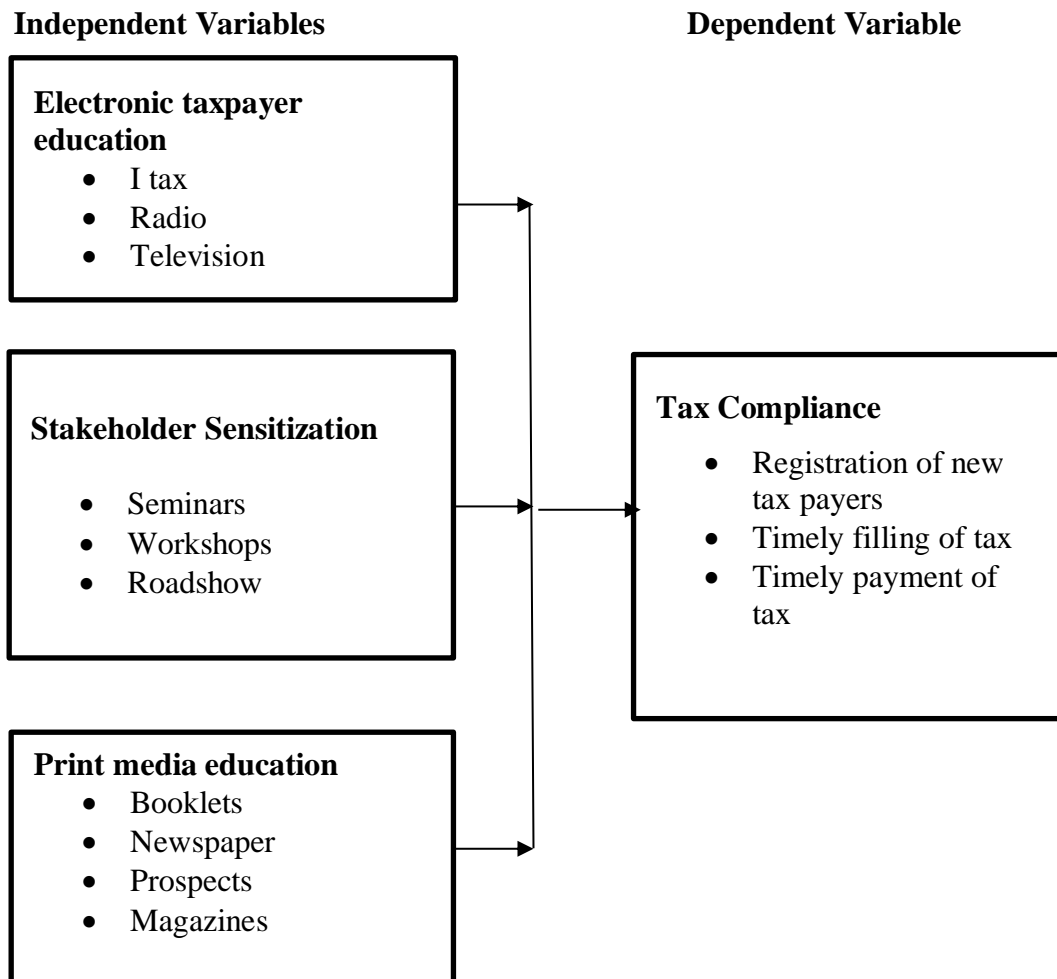 Independent Variables
Dependent Variable
Electronic taxpayer
education
• I tax
• Radio
• Television
Stakeholder Sensitization
• Seminars
• Workshops
• Roadshow
Print media education
• Booklets
• Newspaper
• Prospects
• Magazines
Tax Compliance
• Registration of new
tax payers
• Timely filling of tax
• Timely payment of
tax